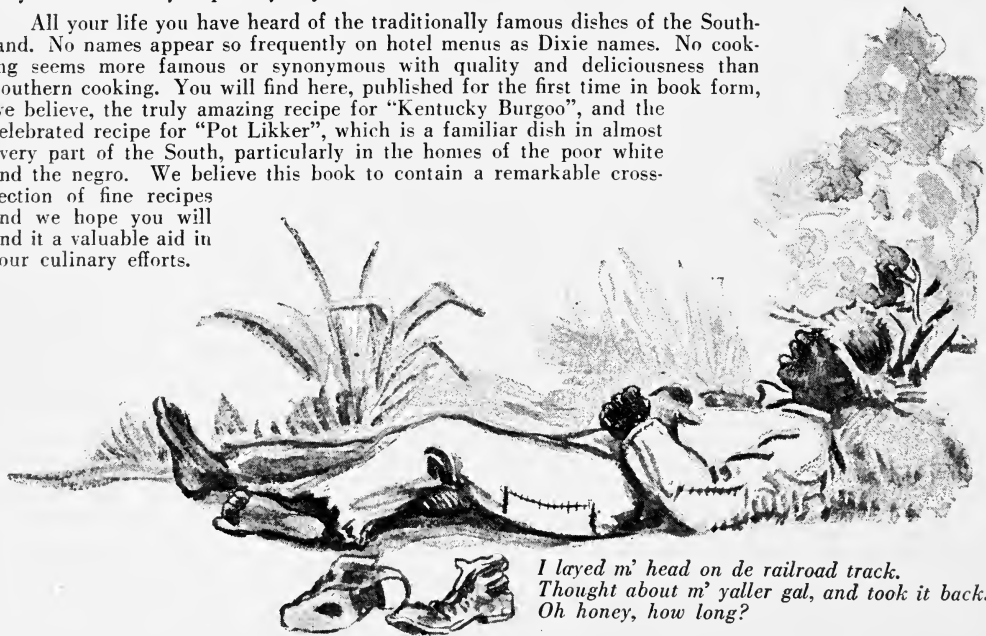 All your life you have heard of the traditionally famous dishes of the South-
and. No names appear so frequently on hotel menus as Dixie names. No cook-
ng seems more famous or synonymous with quality and deliciousness than
outhern cooking. You will find here, published for the first time in book form,
e believe, the truly amazing recipe for “Kentucky Burgoo”, and the
elebrated recipe for “Pot Likker”, which is a familiar dish in almost
very part of the South, particularly in the homes of the poor white
nd the negro. We believe this book to contain a remarkable cross-
ection of fine recipes
nd we hope you will
nd it a valuable aid in
our culinary efforts.
I layed m' head on de railroad track.
Thought about m' yaller gal, and took it back.
Oh honey, how long?